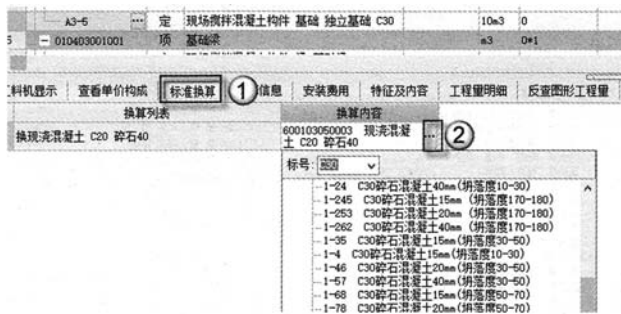 A3-6 ... 定 现场搅拌混凝土构件 基础 独立基础 C30 10m3 0
5 - 010403001001 项 基础梁 m3 0*1
料机显示 查看单价构成 标准换算 ① 信息 安装费用 特征及内容 工程量明细 反查图形工程量
换算列表 换算内容
换现浇混凝土 C20 碎石40 600103050003 现浇混凝 ... ②
土 C20 碎石40
标号:
1-24 C30碎石混凝土40mm(坍落度10-30)
1-245 C30碎石混凝土15mm (坍落度170-180)
1-253 C30碎石混凝土20mm (坍落度170-180)
1-262 C30碎石混凝土40mm (坍落度170-180)
1-35 C30碎石混凝土15mm(坍落度30-50)
1-4 C30碎石混凝土15mm(坍落度10-30)
1-46 C30碎石混凝土20mm(坍落度30-50)
1-57 C30碎石混凝土40mm(坍落度30-50)
1-68 C30碎石混凝土15mm(坍落度50-70)
1-78 C30碎石混凝土20mm(坍落度50-70)